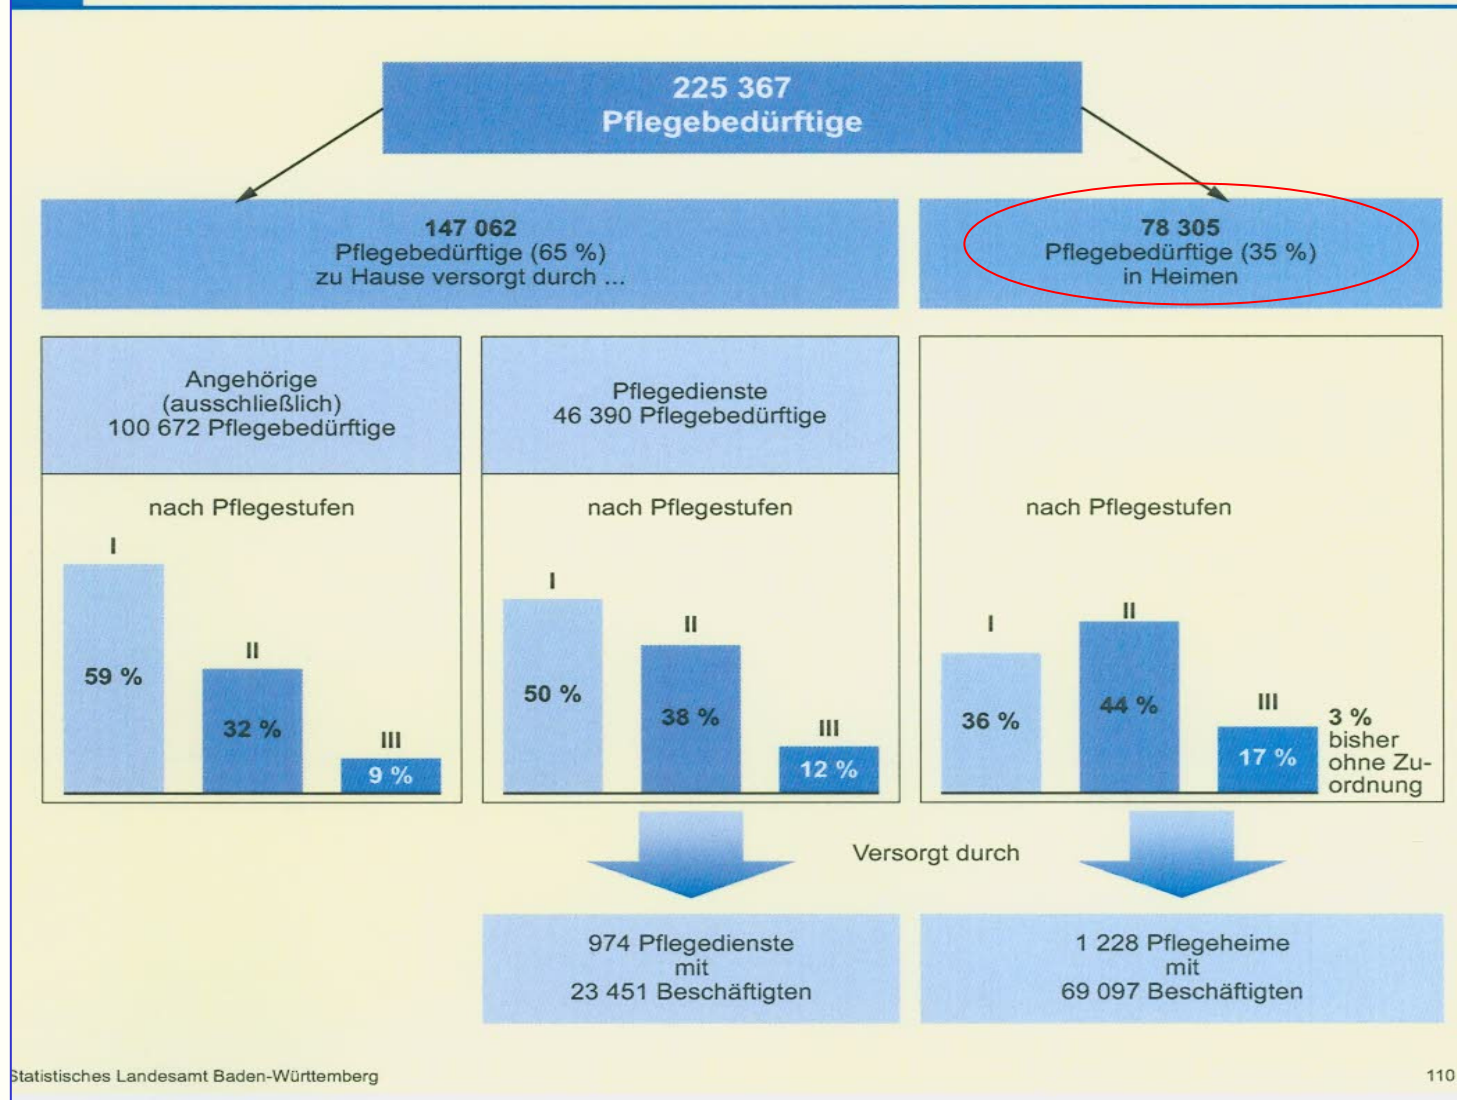 225 367
Pflegebedürftige
147 062
Pflegebedürftige (65 %)
zu Hause versorgt durch ...
78 305
Pflegebedürftige (35 %)
in Heimen
Angehörige
(ausschließlich)
100 672 Pflegebedürftige
Pflegedienste
46 390 Pflegebedürftige
nach Pflegestufen
I
59 %
II
32 %
III
9 %
nach Pflegestufen
I
50 %
II
38 %
III
12 %
nach Pflegestufen
I
36 %
II
44 %
III
17 %
3 %
bisher
ohne Zu-
ordnung
Versorgt durch
974 Pflegedienste
mit
23 451 Beschäftigten
1 228 Pflegeheime
mit
69 097 Beschäftigten
Statistisches Landesamt Baden-Württemberg
110